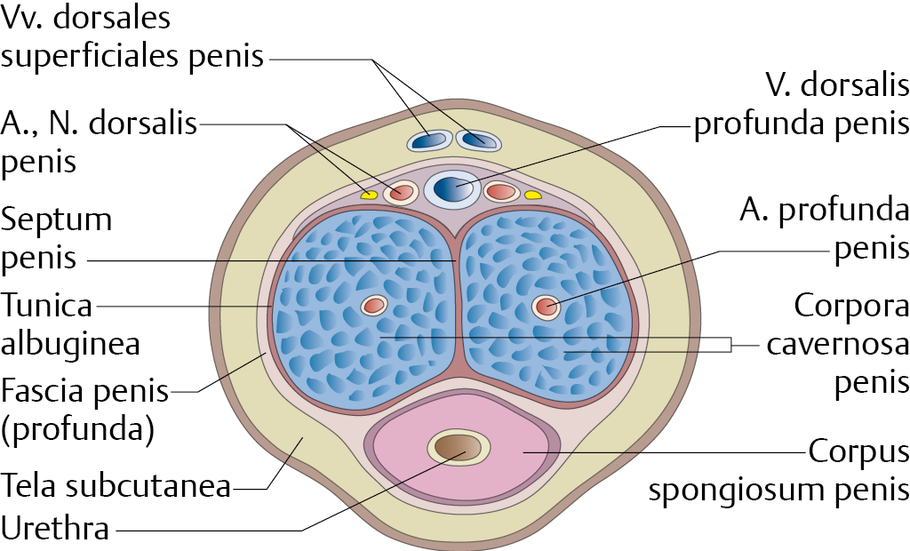 Vv. dorsales
superficiales penis
A., N. dorsalis
penis
Septum
penis
Tunica
albuginea
Fascia penis
(profunda)
Tela subcutanea
Urethra
V. dorsalis
profunda penis
A. profunda
penis
Corpora
cavernosa
penis
Corpus
spongiosum penis